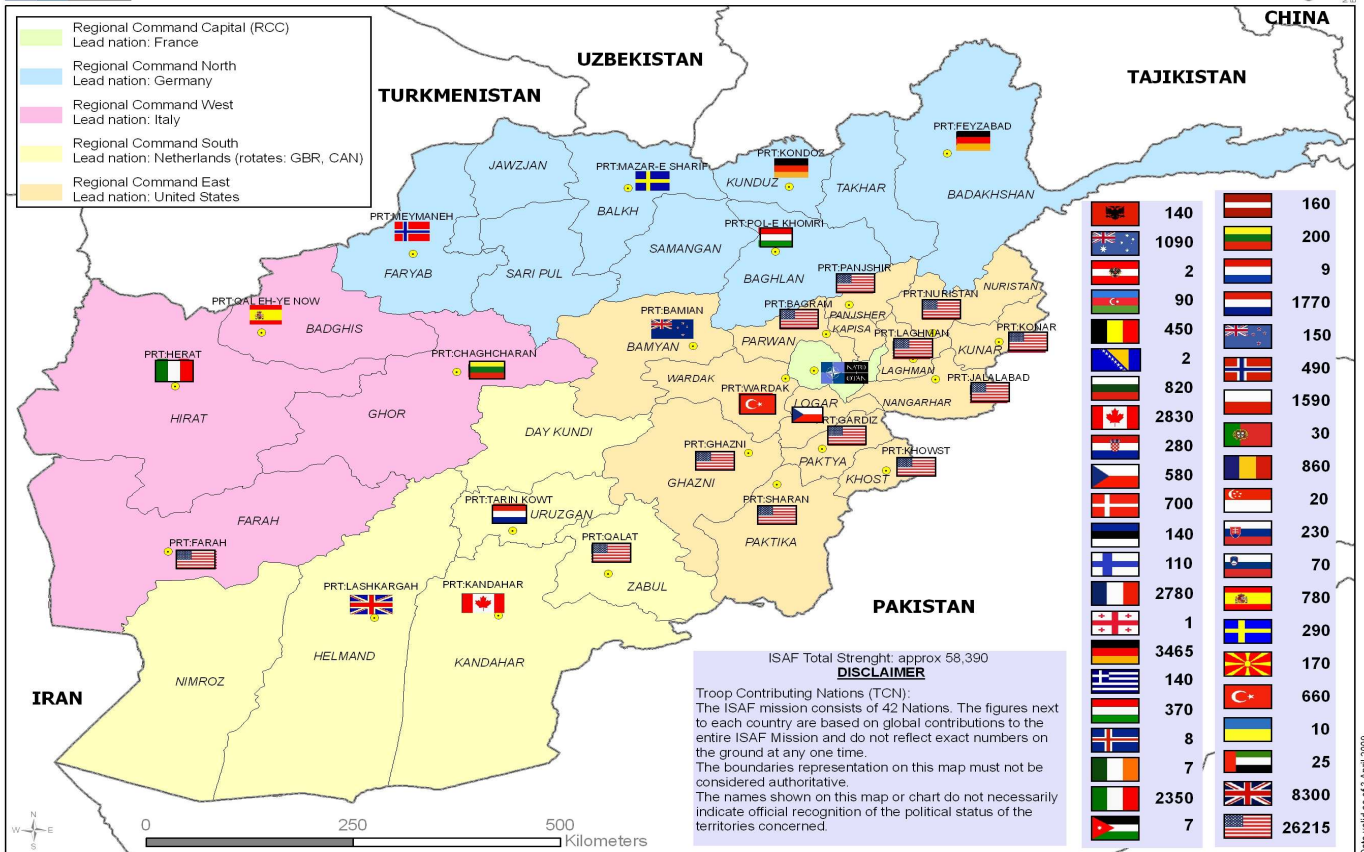 Regional Command Capital (RCC)
Lead nation: France
Regional Command North
Lead nation: Germany
Regional Command West
Lead nation: Italy
Regional Command South
Lead nation: Netherlands (rotates: GBR, CAN)
Regional Command East
Lead nation: United States
CHINA
UZBEKISTAN
TAJIKISTAN
TURKMENISTAN
PRT:FEYZABAD
JAWZJAN
PRT:MAZAR-E SHARIF
PRT:KONDOZ
KUNDUZ
TAKHAR
BADAKHSHAN
BALKH
PRT:MEYMANEH
PRT:POL-E KHOMRI
SAMANGAN
FARYAB
SARI PUL
BAGHLAN
PRT:PANJSHIR
PRT:QAL EH-YE NOW
PRT:NURISTAN
NURISTAN
PRT:BAMIAN
PRT:BAGRAM
PANJSHER
BADGHIS
KAPISA
PRT:LAGHMAN
PRT:KONAR
PARWAN
BAMYAN
KUNAR
PRT:HERAT
PRT:CHAGHCHARAN
NATO
OTAN
LAGHMAN
WARDAK
PRT:WARDAK
PRT:JALALABAD
LOGAR
NANGARHAR
HIRAT
GHOR
DAY KUNDI
PRT:GARDIZ
PRT:GHAZNI
PAKTYA
PRT:KHOWST
GHAZNI
KHOST
PRT:TARIN KOWT
URUZGAN
PRT:SHARAN
FARAH
PRT:FARAH
PRT:QALAT
PAKTIKA
ZABUL
PRT:LASHKARGAH
PRT:KANDAHAR
PAKISTAN
HELMAND
KANDAHAR
NIMROZ
IRAN
140
1090
2
90
450
2
820
2830
280
580
700
140
110
2780
1
3465
140
370
8
7
2350
7
160
200
9
1770
150
490
1590
30
860
20
230
70
780
290
170
660
10
25
8300
26215
ISAF Total Strenght: approx 58,390
DISCLAIMER
Troop Contributing Nations (TCN):
The ISAF mission consists of 42 Nations. The figures next
to each country are based on global contributions to the
entire ISAF Mission and do not reflect exact numbers on
the ground at any one time.
The boundaries representation on this map must not be
considered authoritative.
The names shown on this map or chart do not necessarily
indicate official recognition of the political status of the
territories concerned.
N
W E
S
0 250 500
Kilometers